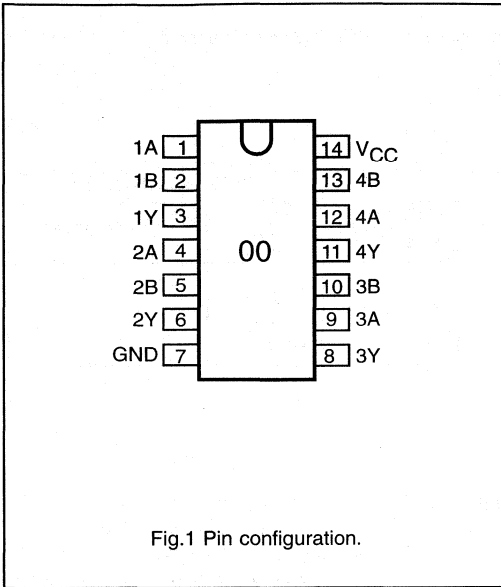 1A 1 14 VCC
1B 2 13 4B
1Y 3 12 4A
2A 4 00 11 4Y
2B 5 10 3B
2Y 6 9 3A
GND 7 8 3Y
Fig.1 Pin configuration.